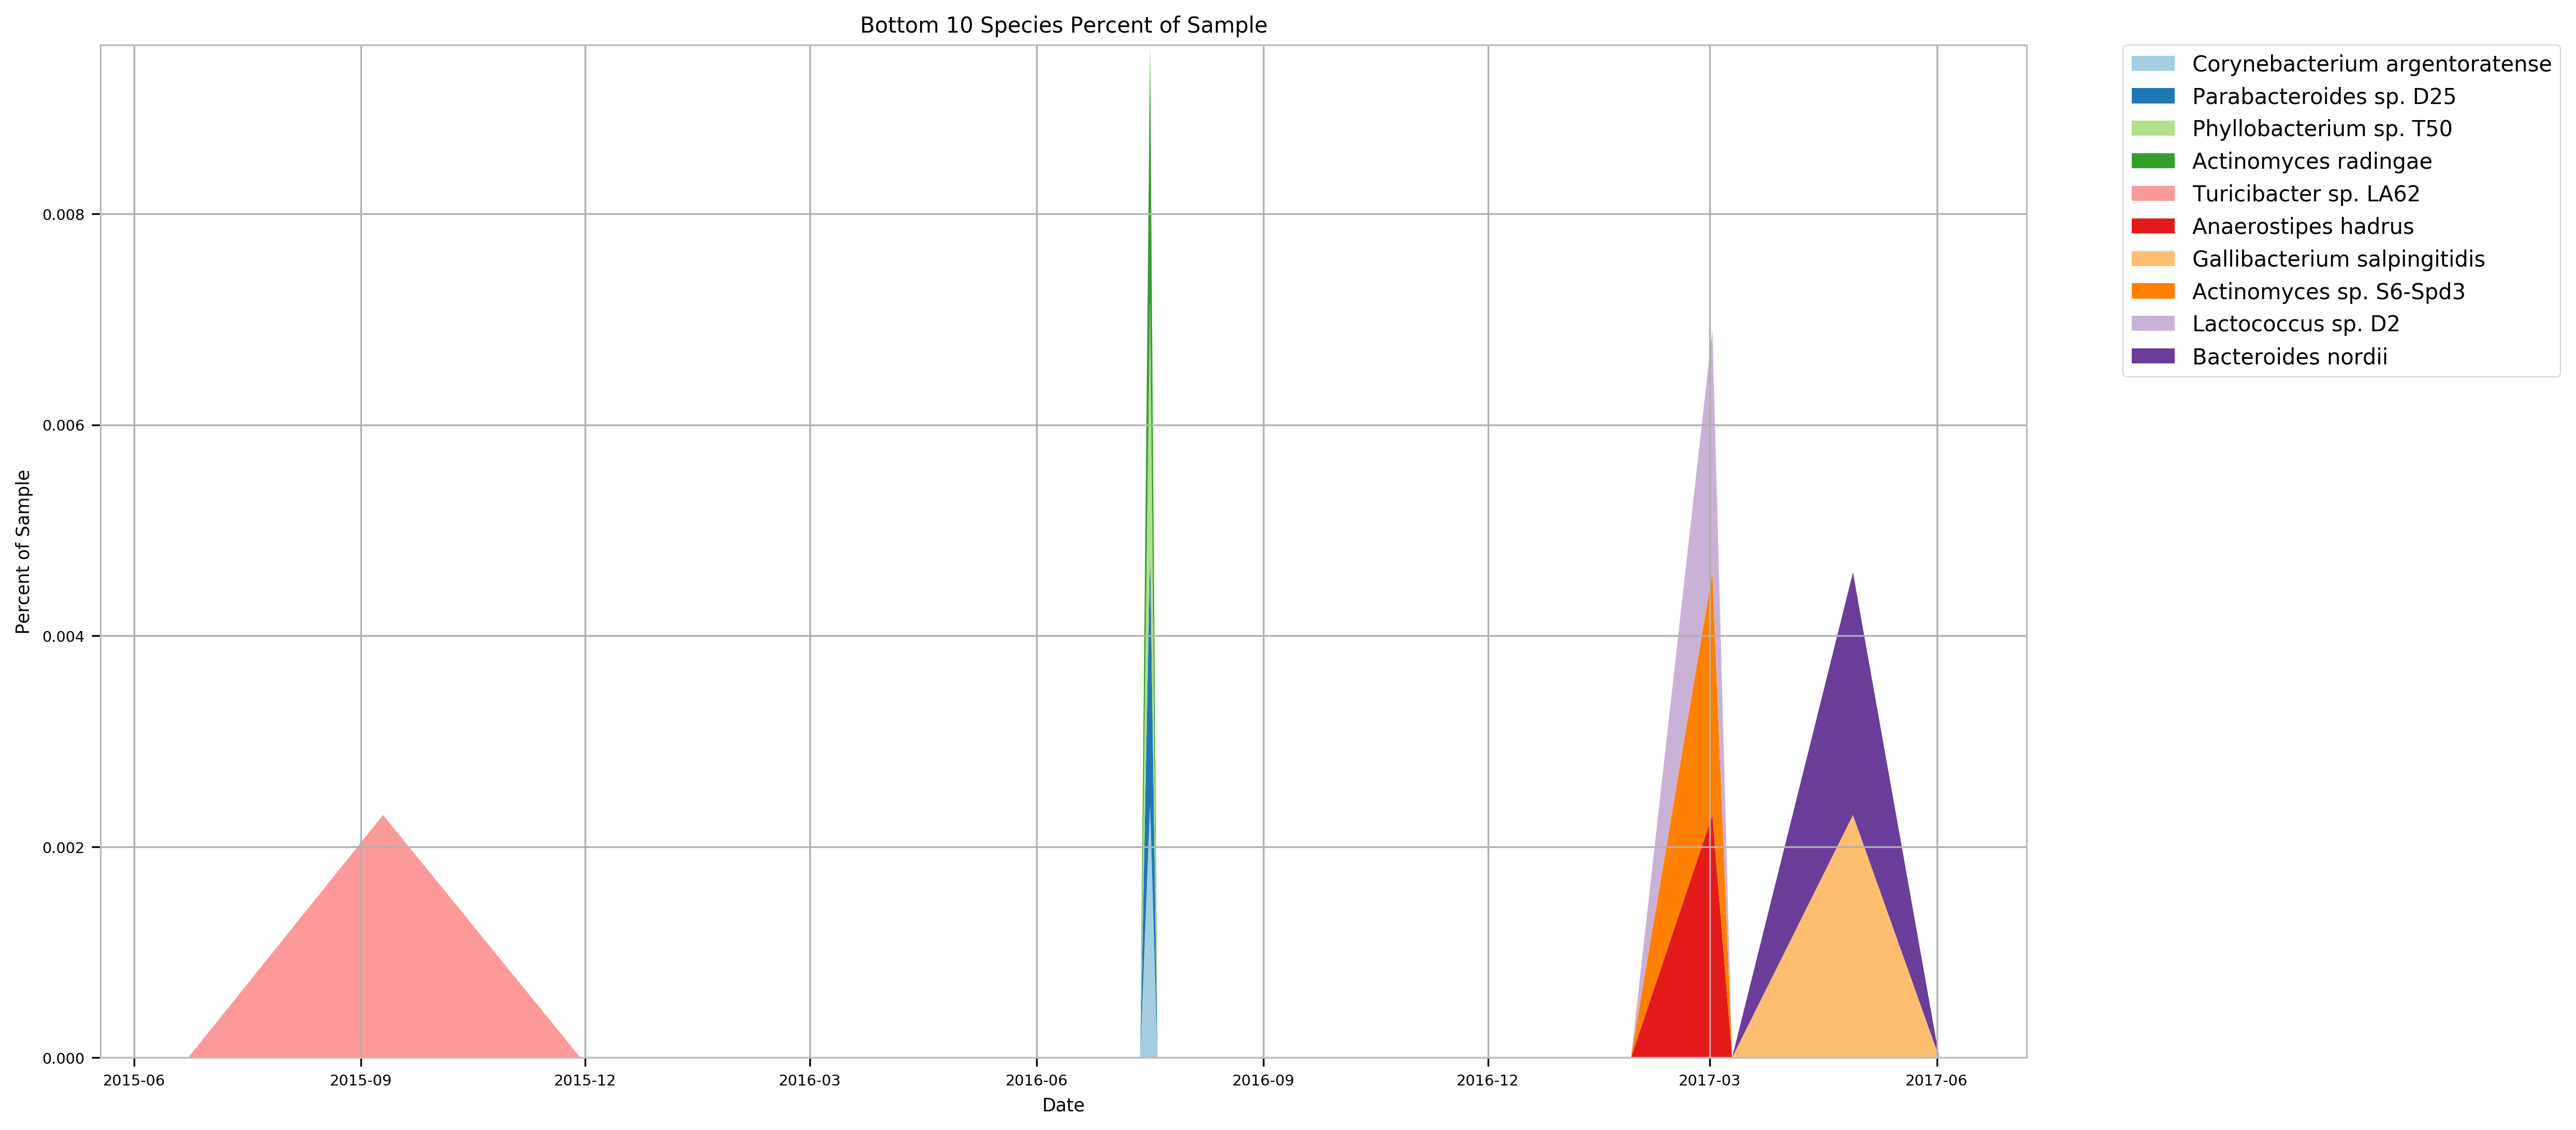 Bottom 10 Species Percent of Sample
Corynebacterium argentoratense
Parabacteroides sp. D25
Phyllobacterium sp. T50
Actinomyces radingae
Turicibacter sp. LA62
Anaerostipes hadrus
Gallibacterium salpingitidis
Actinomyces sp. S6-Spd3
Lactococcus sp. D2
Bacteroides nordii
Percent of Sample
0.008
0.006
0.004
0.002
0.000
2015-06 2015-09 2015-12 2016-03 2016-06 2016-09 2016-12 2017-03 2017-06
Date